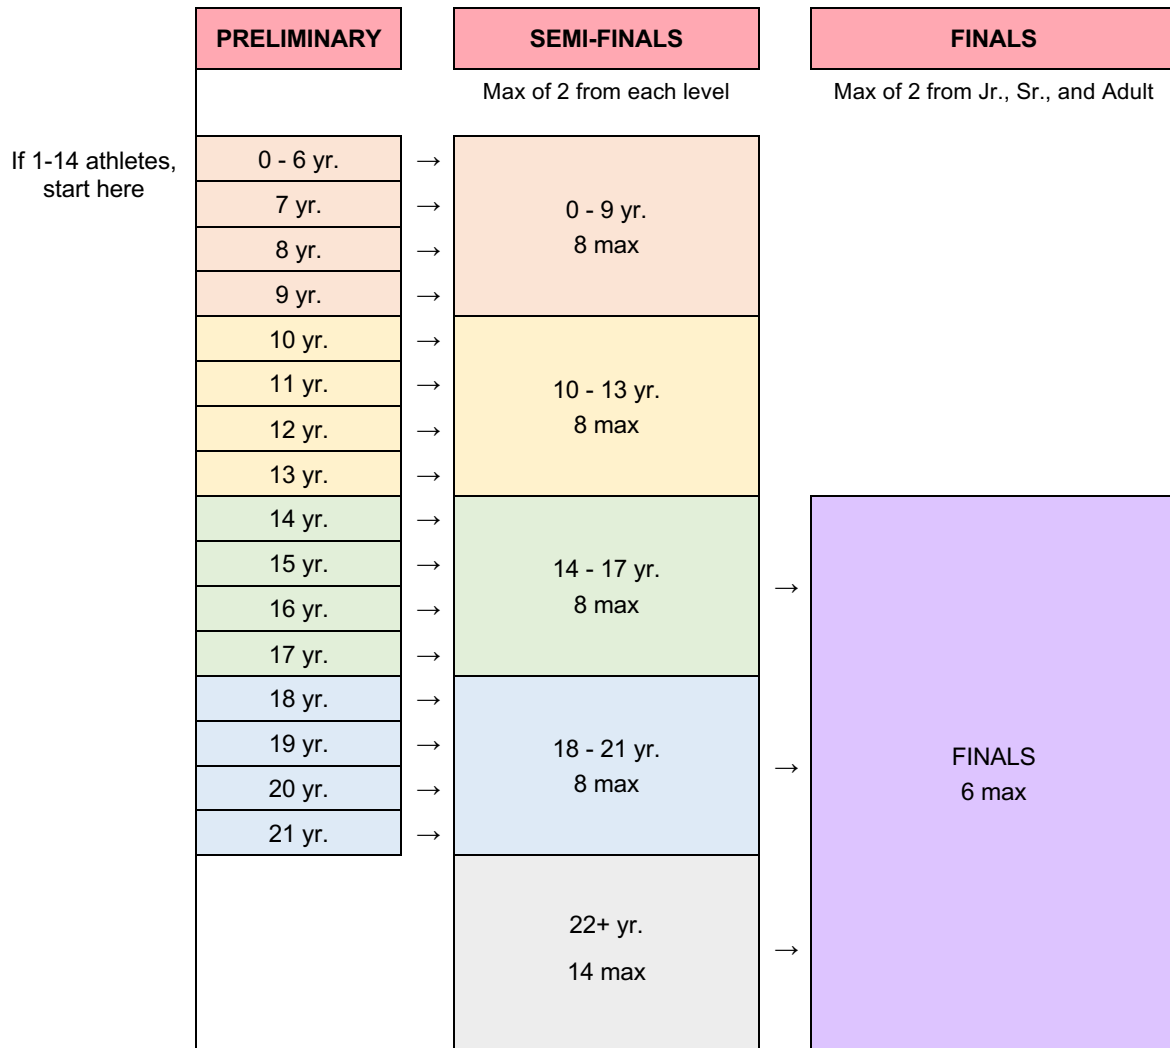 PRELIMINARY
SEMI-FINALS
FINALS
Max of 2 from each level
Max of 2 from Jr., Sr., and Adult
If 1-14 athletes,
start here
0 - 6 yr.
→
7 yr.
→
8 yr.
→
9 yr.
→
0 - 9 yr.
8 max
10 yr.
→
11 yr.
→
12 yr.
→
13 yr.
→
10 - 13 yr.
8 max
14 yr.
→
15 yr.
→
16 yr.
→
17 yr.
→
14 - 17 yr.
8 max
→
18 yr.
→
19 yr.
→
20 yr.
→
21 yr.
→
18 - 21 yr.
8 max
→
22+ yr.
14 max
→
FINALS
6 max